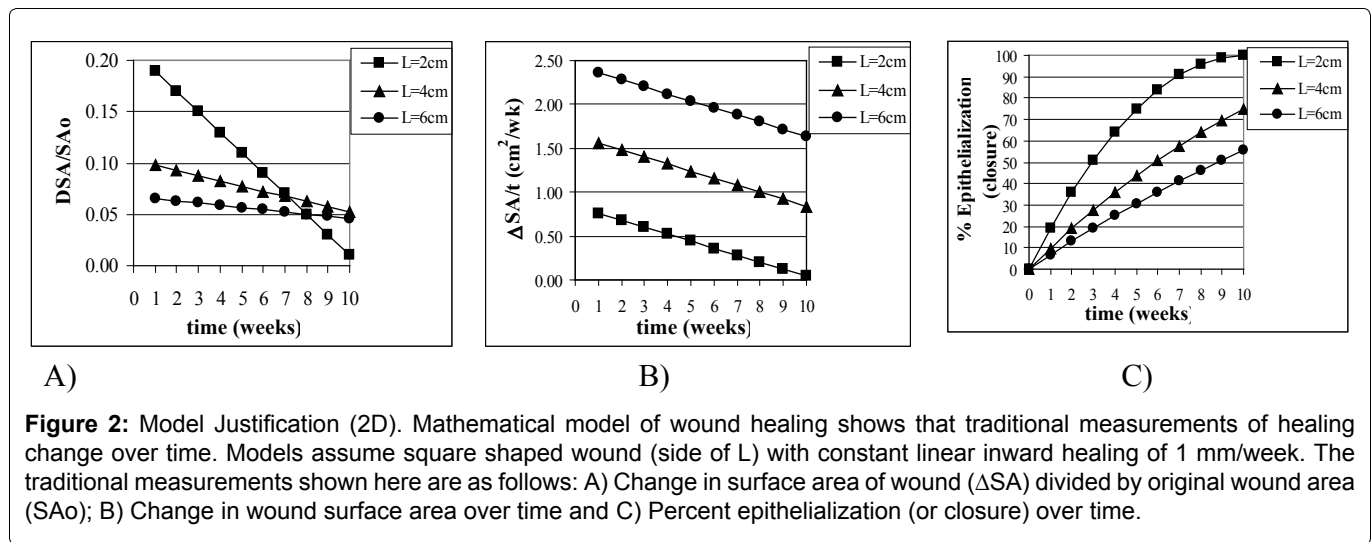 0.20
0.15
0.10
0.05
0.00
DSA/SAo
0 1 2 3 4 5 6 7 8 9 10
time (weeks)
L=2cm
L=4cm
L=6cm
A)
2.50
2.00
1.50
1.00
0.50
0.00
ΔSA/t (cm²/wk)
0 1 2 3 4 5 6 7 8 9 10
time (weeks)
L=2cm
L=4cm
L=6cm
B)
100
90
80
70
60
50
40
30
20
10
0
% Epithelialization
(closure)
0 1 2 3 4 5 6 7 8 9 10
time (weeks)
L=2cm
L=4cm
L=6cm
C)
Figure 2: Model Justification (2D). Mathematical model of wound healing shows that traditional measurements of healing
change over time. Models assume square shaped wound (side of L) with constant linear inward healing of 1 mm/week. The
traditional measurements shown here are as follows: A) Change in surface area of wound (ΔSA) divided by original wound area
(SAo); B) Change in wound surface area over time and C) Percent epithelialization (or closure) over time.